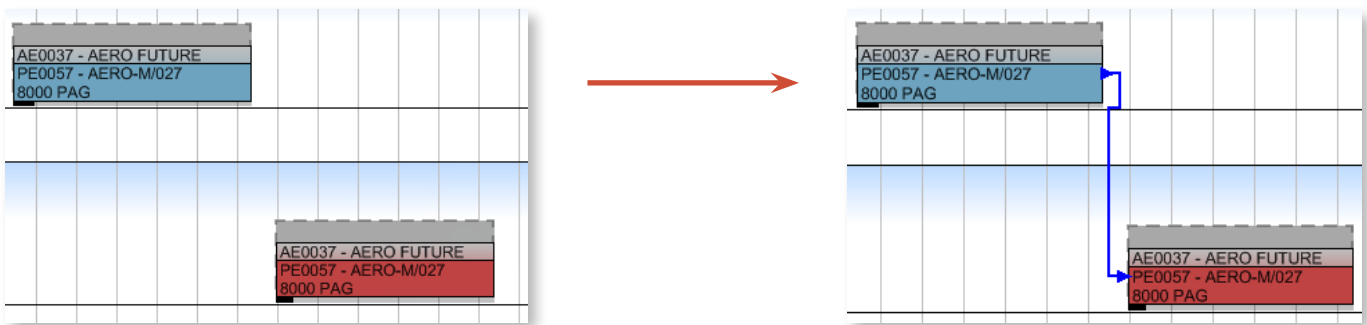 AE0037 - AERO FUTURE
PE0057 - AERO-M/027
8000 PAG
AE0037 - AERO FUTURE
PE0057 - AERO-M/027
8000 PAG
AE0037 - AERO FUTURE
PE0057 - AERO-M/027
8000 PAG
AE0037 - AERO FUTURE
PE0057 - AERO-M/027
8000 PAG